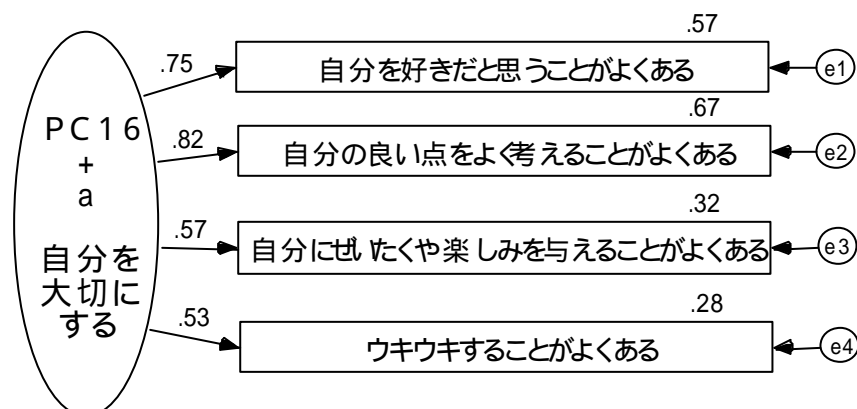 .57
.75
自分を好きだと思うことがよくある
e1
.67
PC16
+
a
自分を
大切に
する
.82
自分の良い点をよく考えることがよくある
e2
.32
.57
自分にぜいたくや楽しみを与えることがよくある
e3
.28
.53
ウキウキすることがよくある
e4